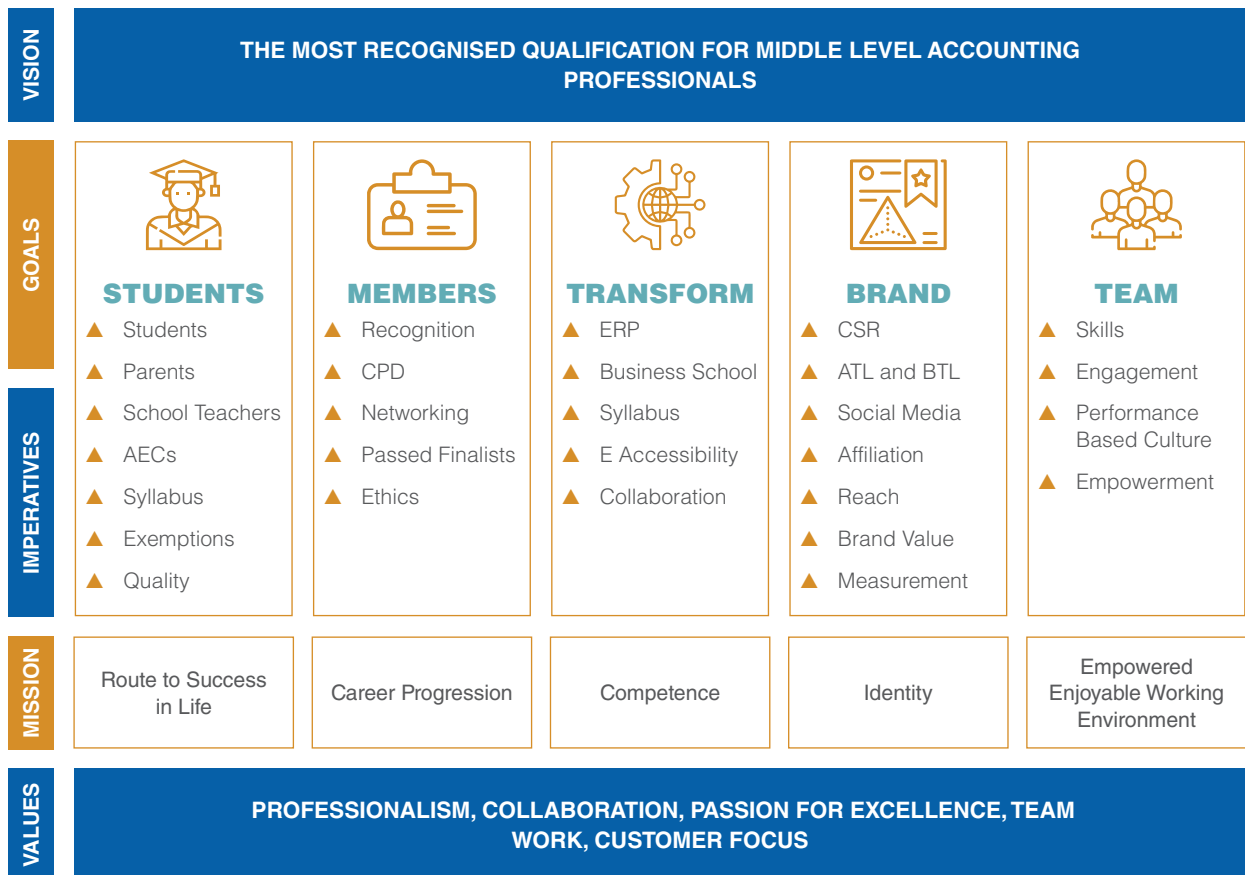 VISION
THE MOST RECOGNISED QUALIFICATION FOR MIDDLE LEVEL ACCOUNTING
PROFESSIONALS
GOALS
IMPERATIVES
STUDENTS
Students
Parents
School Teachers
AECs
Syllabus
Exemptions
Quality
MEMBERS
Recognition
CPD
Networking
Passed Finalists
Ethics
TRANSFORM
ERP
Business School
Syllabus
E Accessibility
Collaboration
BRAND
CSR
ATL and BTL
Social Media
Affiliation
Reach
Brand Value
Measurement
TEAM
Skills
Engagement
Performance
Based Culture
Empowerment
MISSION
Route to Success
in Life
Career Progression
Competence
Identity
Empowered
Enjoyable Working
Environment
VALUES
PROFESSIONALISM, COLLABORATION, PASSION FOR EXCELLENCE, TEAM
WORK, CUSTOMER FOCUS